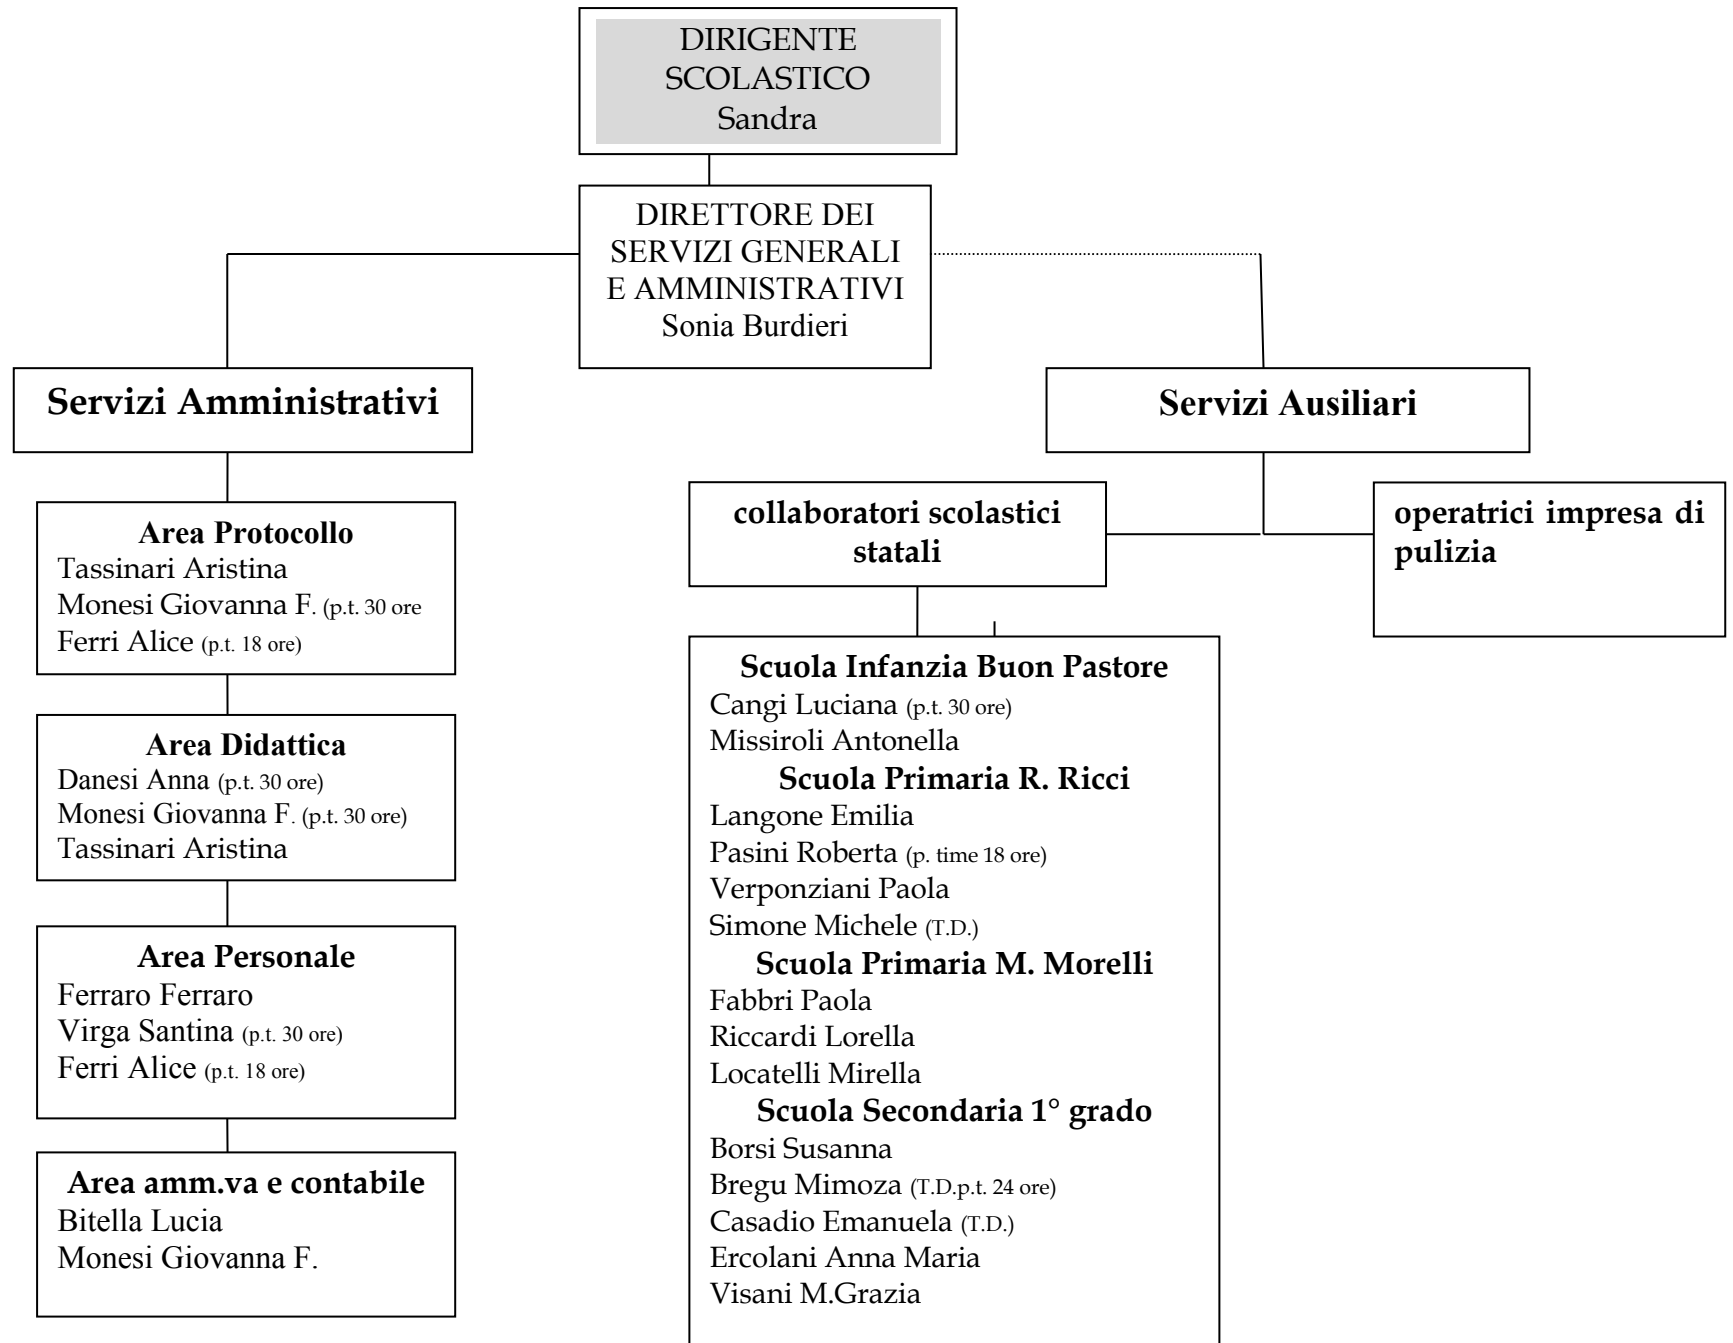 DIRIGENTE
SCOLASTICO
Sandra
DIRETTORE DEI
SERVIZI GENERALI
E AMMINISTRATIVI
Sonia Burdieri
Servizi Amministrativi
Servizi Ausiliari
Area Protocollo
Tassinari Aristina
Monesi Giovanna F. (p.t. 30 ore
Ferri Alice (p.t. 18 ore)
Area Didattica
Danesi Anna (p.t. 30 ore)
Monesi Giovanna F. (p.t. 30 ore)
Tassinari Aristina
Area Personale
Ferraro Ferraro
Virga Santina (p.t. 30 ore)
Ferri Alice (p.t. 18 ore)
Area amm.va e contabile
Bitella Lucia
Monesi Giovanna F.
collaboratori scolastici
statali
operatrici impresa di
pulizia
Scuola Infanzia Buon Pastore
Cangi Luciana (p.t. 30 ore)
Missiroli Antonella
Scuola Primaria R. Ricci
Langone Emilia
Pasini Roberta (p. time 18 ore)
Verponziani Paola
Simone Michele (T.D.)
Scuola Primaria M. Morelli
Fabbri Paola
Riccardi Lorella
Locatelli Mirella
Scuola Secondaria 1° grado
Borsi Susanna
Bregu Mimoza (T.D.p.t. 24 ore)
Casadio Emanuela (T.D.)
Ercolani Anna Maria
Visani M.Grazia